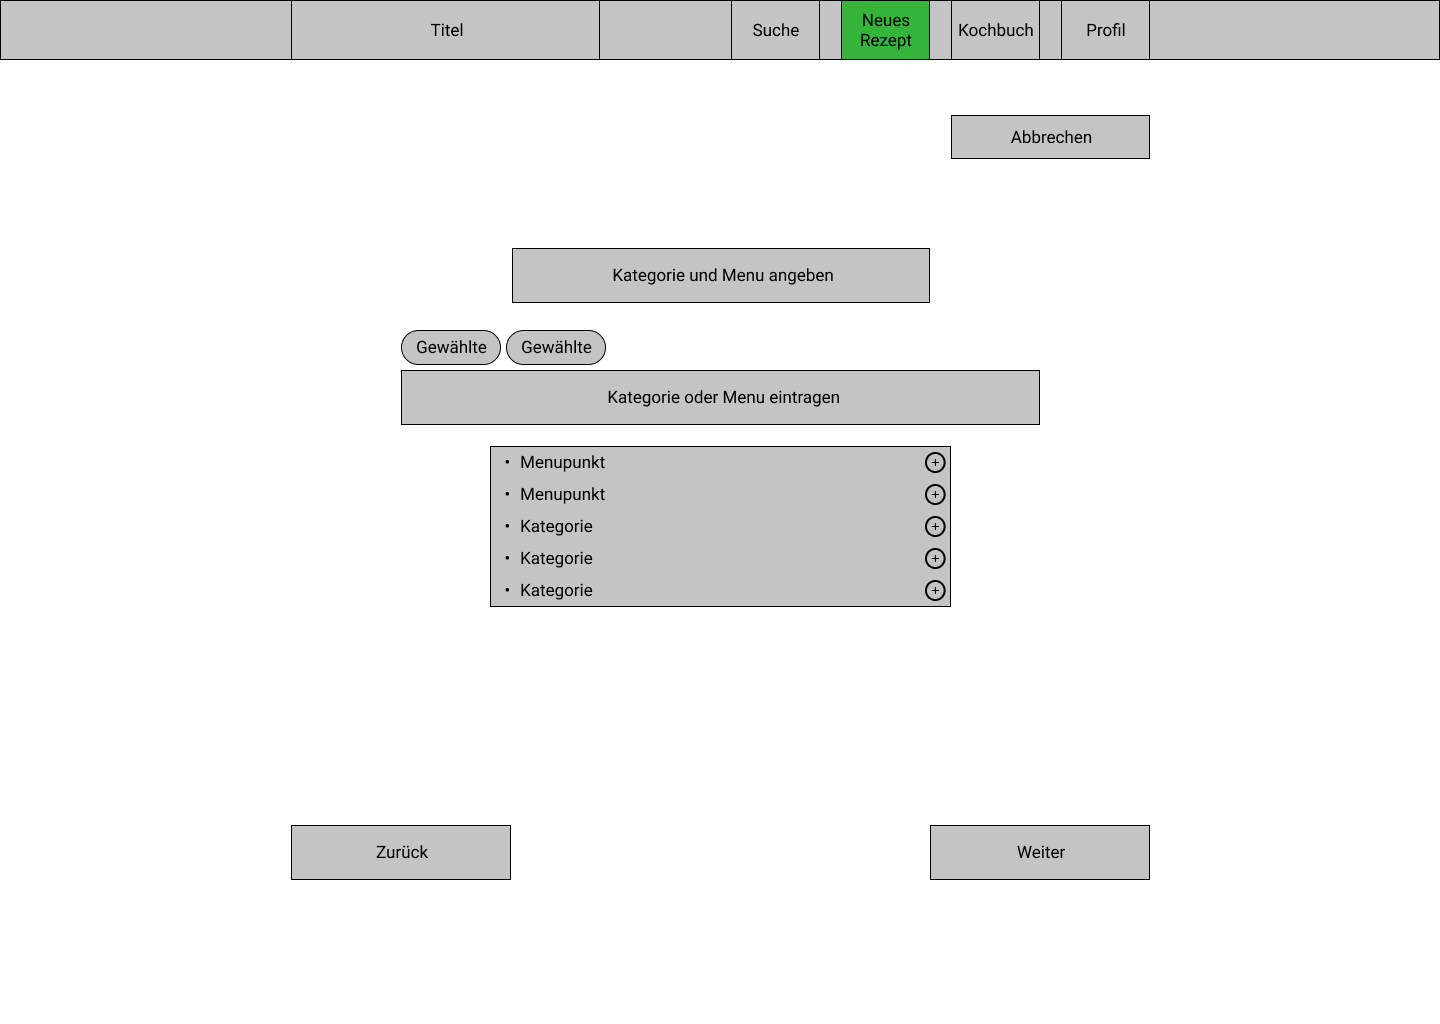 Titel
Suche
Neues
Rezept
Kochbuch
Profil
Abbrechen
Kategorie und Menu angeben
Gewählte
Gewählte
Kategorie oder Menu eintragen
• Menupunkt
• Menupunkt
• Kategorie
• Kategorie
• Kategorie
Zurück
Weiter